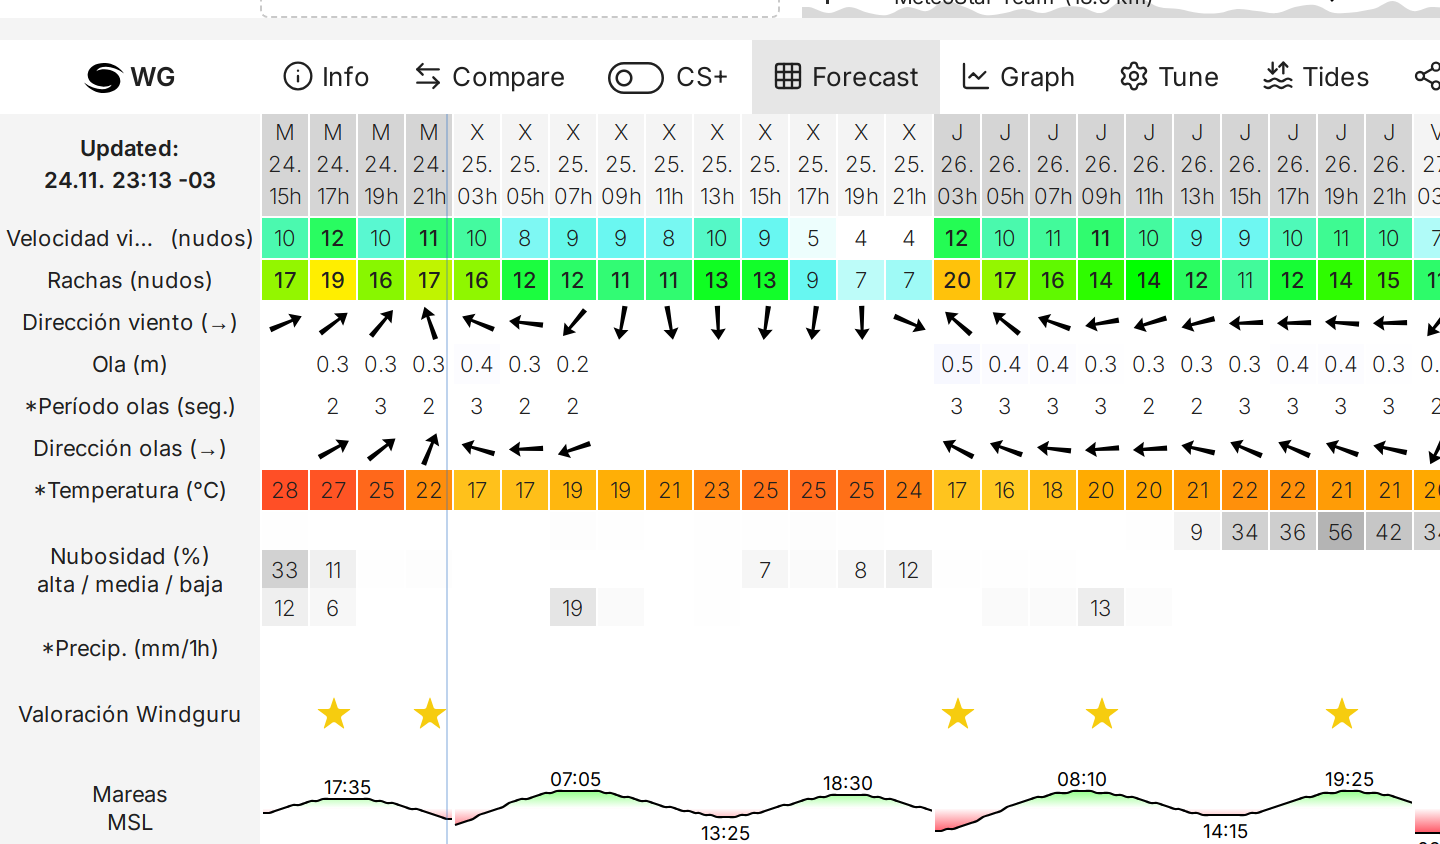 WG Info Compare CS+ Forecast Graph Tune Tides
Updated:
24.11. 23:13 -03
M M M M X X X X X X X X X X J J J J J J J J J J
24. 24. 24. 24. 25. 25. 25. 25. 25. 25. 25. 25. 25. 25. 26. 26. 26. 26. 26. 26. 26. 26. 26. 26.
15h 17h 19h 21h 03h 05h 07h 09h 11h 13h 15h 17h 19h 21h 03h 05h 07h 09h 11h 13h 15h 17h 19h 21h
Velocidad vi... (nudos) 10 12 10 11 10 8 9 9 8 10 9 5 4 4 12 10 11 11 10 9 9 10 11 10 7
Rachas (nudos) 17 19 16 17 16 12 12 11 11 13 13 9 7 7 20 17 16 14 14 12 11 12 14 15
Dirección viento (→)
Ola (m) 0.3 0.3 0.3 0.4 0.3 0.2 0.5 0.4 0.4 0.3 0.3 0.3 0.3 0.4 0.4 0.3
*Período olas (seg.) 2 3 2 3 2 2 3 3 3 3 2 2 3 3 3 3
Dirección olas (→)
*Temperatura (°C) 28 27 25 22 17 17 19 19 21 23 25 25 25 24 17 16 18 20 20 21 22 22 21 21
9 34 36 56 42
Nubosidad (%)
33 11 7 8 12
alta / media / baja
12 6 19 13
*Precip. (mm/1h)
Valoración Windguru
17:35 07:05 18:30 08:10 19:25
Mareas
MSL
13:25 14:15